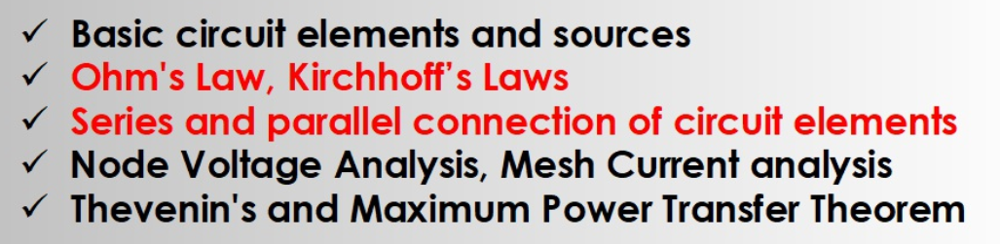 ✓ Basic circuit elements and sources
✓ Ohm's Law, Kirchhoff’s Laws
✓ Series and parallel connection of circuit elements
✓ Node Voltage Analysis, Mesh Current analysis
✓ Thevenin's and Maximum Power Transfer Theorem